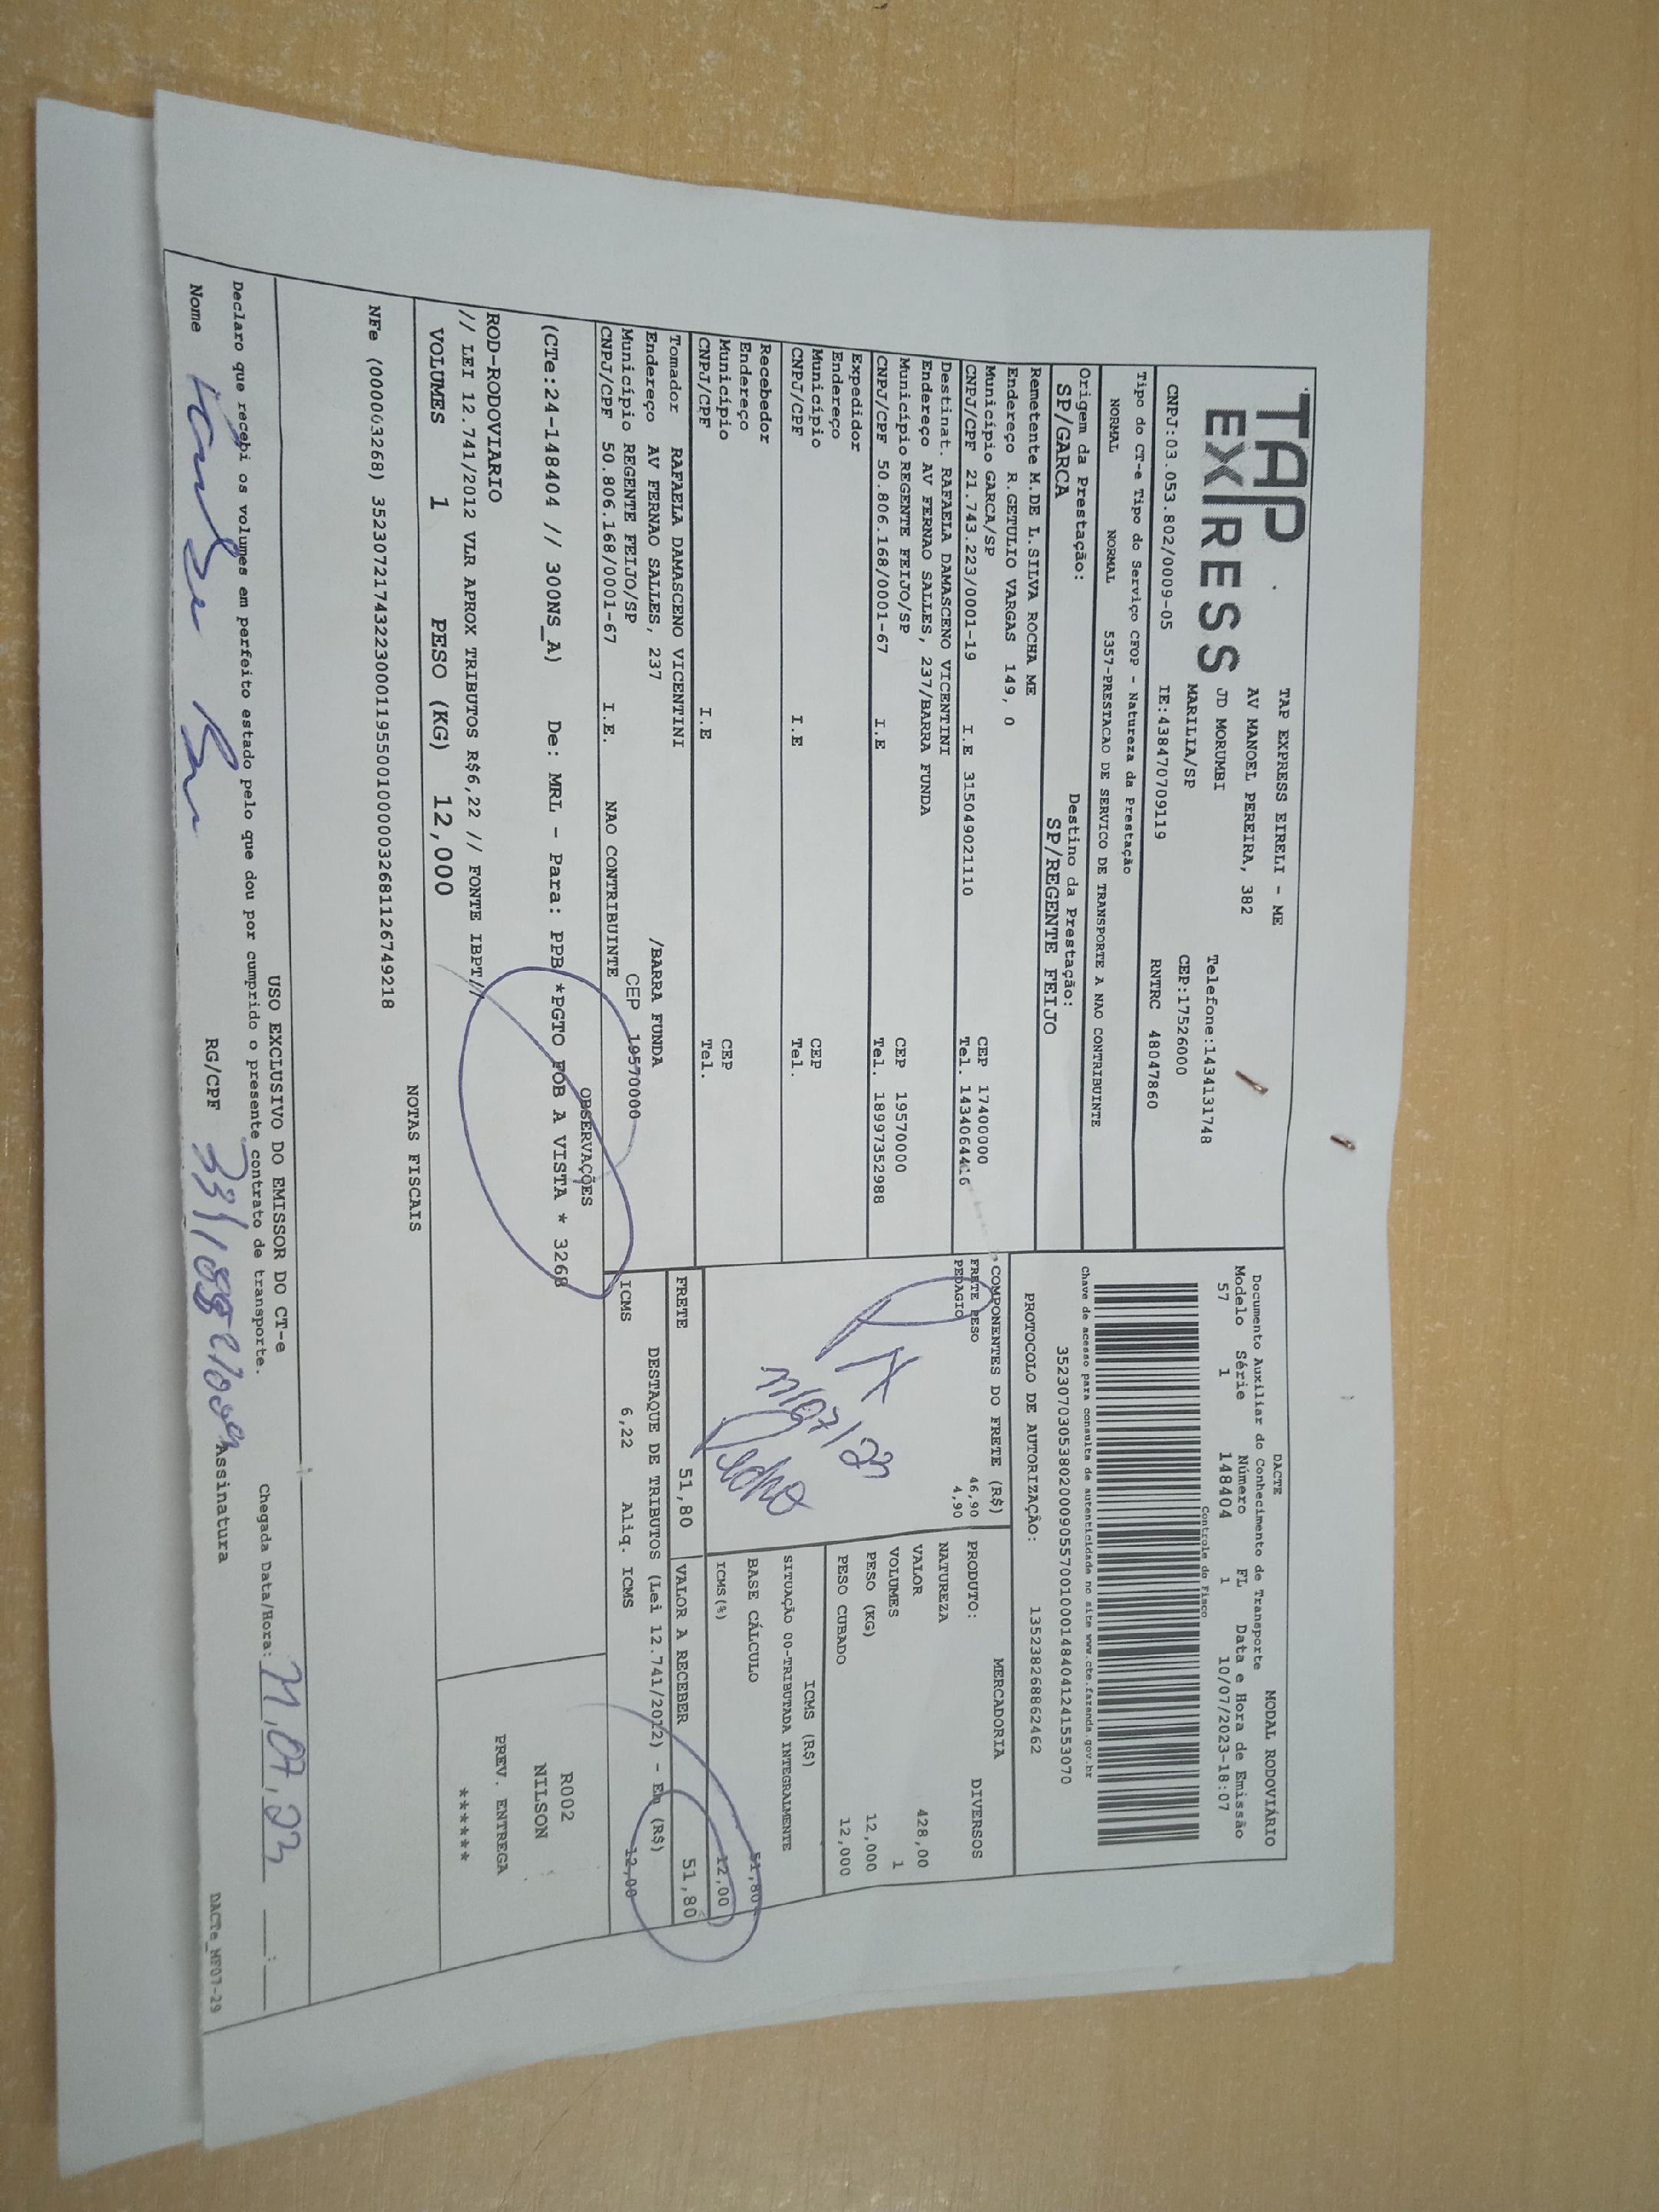 TAP EXPRESS
TAP EXPRESS EIRELI - ME
AV MANOEL PEREIRA, 382
JD MORUMBI Telefone:1434131748
MARILIA/SP CEP:17526000
CNPJ:03.053.802/0009-05 IE:438470709119 RNTRC 48047860
Tipo do CT-e Tipo do Serviço CFOP - Natureza da Prestação
NORMAL NORMAL 5357-PRESTACAO DE SERVICO DE TRANSPORTE A NAO CONTRIBUINTE
Origem da Prestação: Destino da Prestação:
SP/GARCA SP/REGENTE FEIJO
DACTE MODAL RODOVIÁRIO
Documento Auxiliar do Conhecimento de Transporte
Modelo Série Número FL Data e Hora de Emissão
57 1 148404 1 10/07/2023-18:07
Controle do Fisco
Chave de acesso para consulta de autenticidade no site www.cte.fazenda.gov.br
35230703053802000905570010001484041241553070
PROTOCOLO DE AUTORIZAÇÃO: 135238268862462
Remetente M.DE L.SILVA ROCHA ME
Endereço R.GETULIO VARGAS 149, 0
Município GARCA/SP CEP 17400000
CNPJ/CPF 21.743.223/0001-19 I.E 315049021110 Tel. 1434064416
Destinat. RAFAELA DAMASCENO VICENTINI
Endereço AV FERNAO SALLES, 237/BARRA FUNDA
Município REGENTE FEIJO/SP CEP 19570000
CNPJ/CPF 50.806.168/0001-67 I.E Tel. 18997352988
Expedidor
Endereço
Município CEP
CNPJ/CPF I.E Tel.
Recebedor
Endereço
Município CEP
CNPJ/CPF I.E Tel.
Tomador RAFAELA DAMASCENO VICENTINI
Endereço AV FERNAO SALLES, 237 /BARRA FUNDA
Município REGENTE FEIJO/SP CEP 19570000
CNPJ/CPF 50.806.168/0001-67 I.E. NAO CONTRIBUINTE
COMPONENTES DO FRETE (R$)
FRETE PESO 46,90
PEDAGIO 4,90
11/07/23
MERCADORIA
PRODUTO: DIVERSOS
NATUREZA
VALOR 428,00
VOLUMES 1
PESO (KG) 12,000
PESO CUBADO 12,000
ICMS (R$)
SITUAÇÃO 00-TRIBUTADA INTEGRALMENTE
BASE CÁLCULO 51,80
ICMS(%) 12,00
FRETE 51,80 VALOR A RECEBER 51,80
DESTAQUE DE TRIBUTOS (Lei 12.741/2012) - Em (R$)
ICMS 6,22 Aliq. ICMS 12,00
OBSERVAÇÕES
(CTe:24-148404 // 300NS_A) De: MRL - Para: PPB *PGTO FOB A VISTA * 3268
ROD-RODOVIARIO
// LEI 12.741/2012 VLR APROX TRIBUTOS R$6,22 // FONTE IBPT//
R002
NILSON
PREV. ENTREGA
******
VOLUMES 1 PESO (KG) 12,000
NOTAS FISCAIS
NFe (000003268) 35230721743223000119550010000032681126749218
USO EXCLUSIVO DO EMISSOR DO CT-e
Declaro que recebi os volumes em perfeito estado pelo que dou por cumprido o presente contrato de transporte.
Chegada Data/Hora: 11,07,23 __:__
Nome RG/CPF Assinatura
DACTe_MF07-29